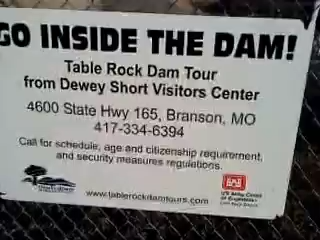 GO INSIDE THE DAM!
Table Rock Dam Tour
from Dewey Short Visitors Center
4600 State Hwy 165, Branson, MO
417-334-6394
Call for schedule, age and citizenship requirement,
and security measures regulations.
www.tablerockdamtours.com
US Army Corps
of Engineers